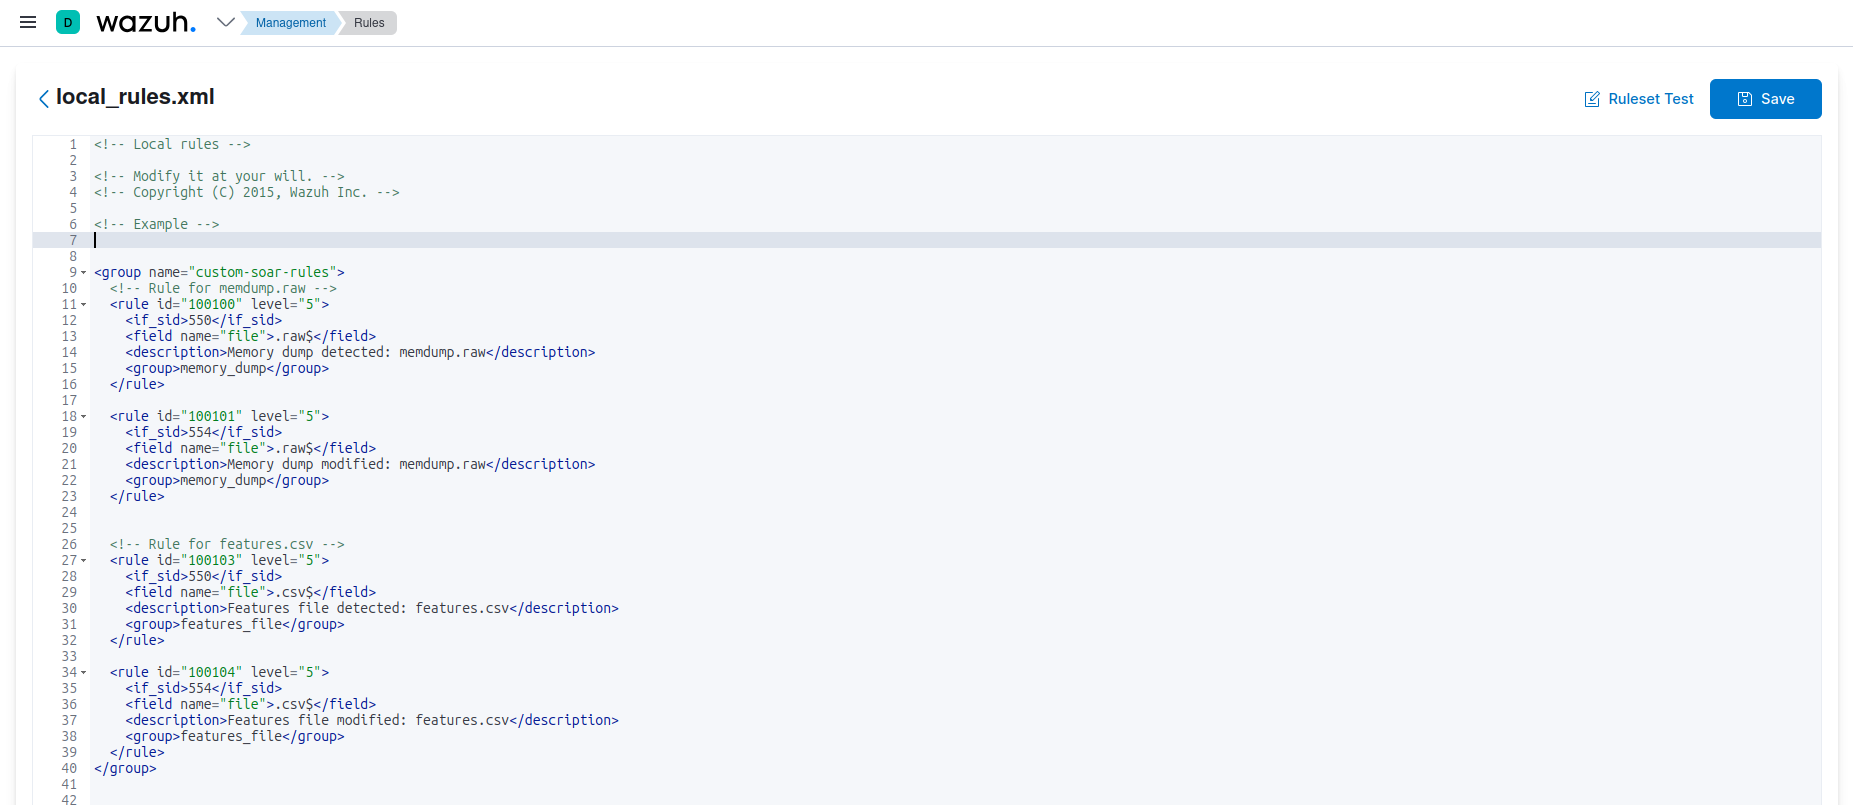 D wazuh. Management Rules
local_rules.xml
Ruleset Test Save
1 <!-- Local rules -->
2
3 <!-- Modify it at your will. -->
4 <!-- Copyright (C) 2015, Wazuh Inc. -->
5
6 <!-- Example -->
7
8
9 <group name="custom-soar-rules">
10 <!-- Rule for memdump.raw -->
11 <rule id="100100" level="5">
12 <if_sid>550</if_sid>
13 <field name="file">.raw$</field>
14 <description>Memory dump detected: memdump.raw</description>
15 <group>memory_dump</group>
16 </rule>
17
18 <rule id="100101" level="5">
19 <if_sid>554</if_sid>
20 <field name="file">.raw$</field>
21 <description>Memory dump modified: memdump.raw</description>
22 <group>memory_dump</group>
23 </rule>
24
25
26 <!-- Rule for features.csv -->
27 <rule id="100103" level="5">
28 <if_sid>550</if_sid>
29 <field name="file">.csv$</field>
30 <description>Features file detected: features.csv</description>
31 <group>features_file</group>
32 </rule>
33
34 <rule id="100104" level="5">
35 <if_sid>554</if_sid>
36 <field name="file">.csv$</field>
37 <description>Features file modified: features.csv</description>
38 <group>features_file</group>
39 </rule>
40 </group>
41
42